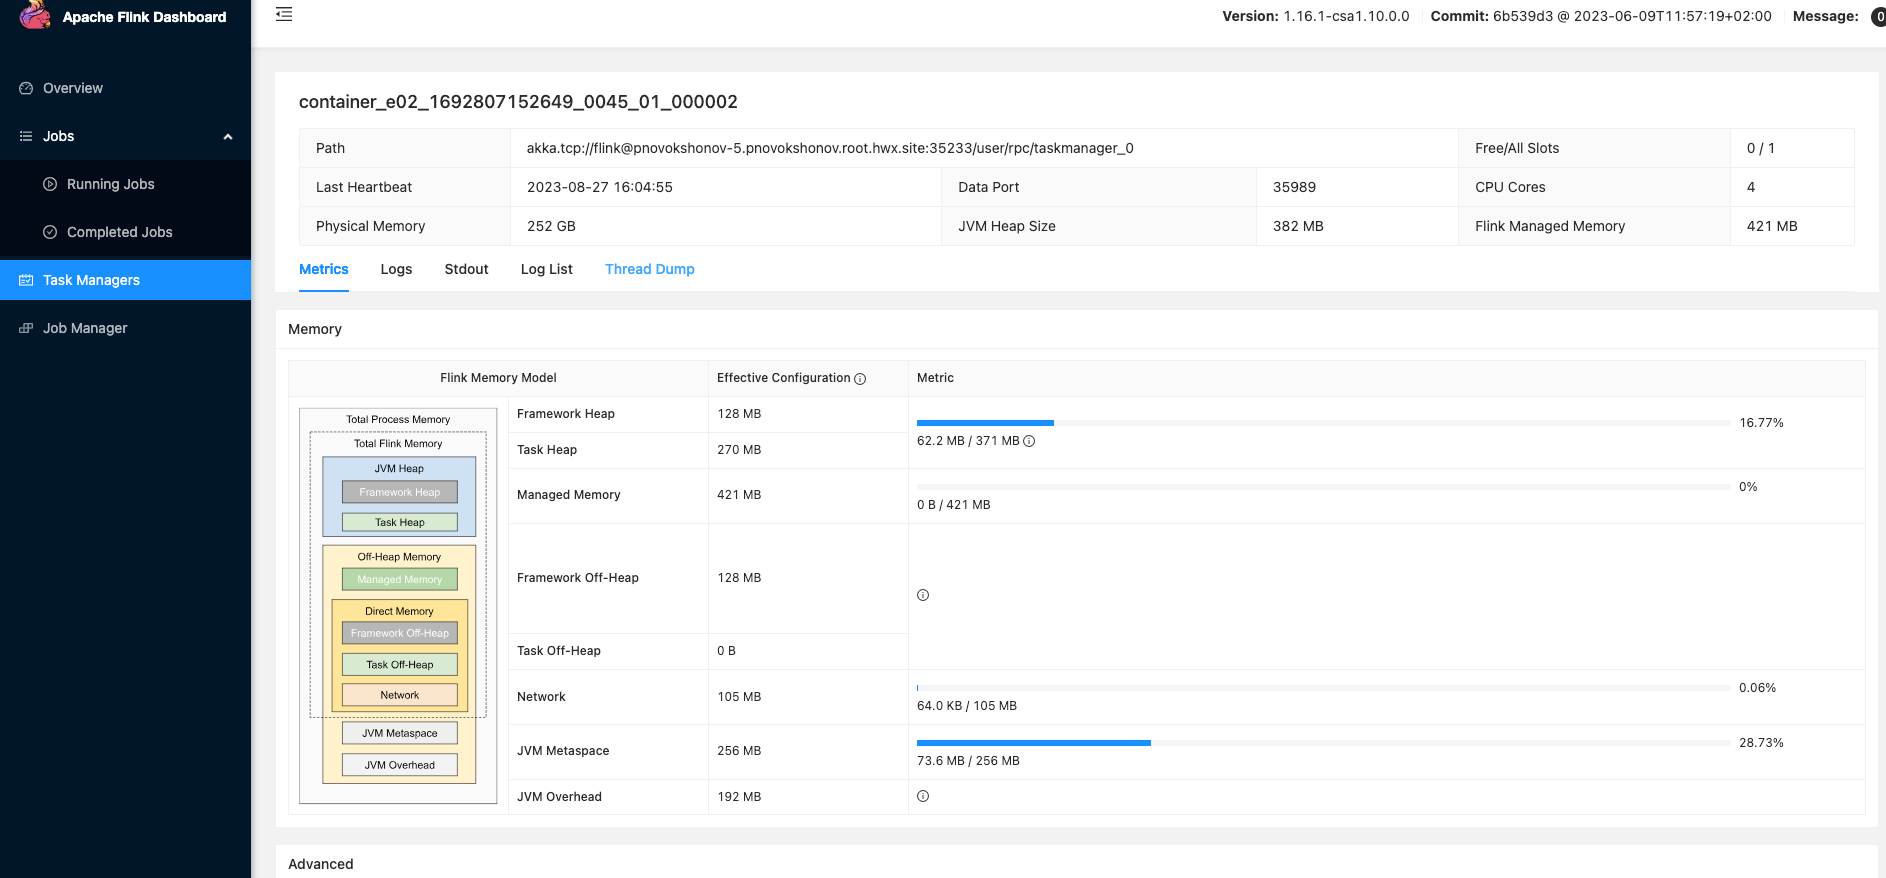 Apache Flink Dashboard
Version: 1.16.1-csa1.10.0.0 Commit: 6b539d3 @ 2023-06-09T11:57:19+02:00 Message: 0
Overview
Jobs
Running Jobs
Completed Jobs
Task Managers
Job Manager
container_e02_1692807152649_0045_01_000002
Path akka.tcp://flink@pnovokshonov-5.pnovokshonov.root.hwx.site:35233/user/rpc/taskmanager_0 Free/All Slots 0 / 1
Last Heartbeat 2023-08-27 16:04:55 Data Port 35989 CPU Cores 4
Physical Memory 252 GB JVM Heap Size 382 MB Flink Managed Memory 421 MB
Metrics Logs Stdout Log List Thread Dump
Memory
Flink Memory Model Effective Configuration Metric
Total Process Memory
Total Flink Memory
JVM Heap
Framework Heap
Task Heap
Off-Heap Memory
Managed Memory
Direct Memory
Framework Off-Heap
Task Off-Heap
Network
JVM Metaspace
JVM Overhead
Framework Heap 128 MB
16.77%
62.2 MB / 371 MB
Task Heap 270 MB
Managed Memory 421 MB
0%
0 B / 421 MB
Framework Off-Heap 128 MB
Task Off-Heap 0 B
Network 105 MB
0.06%
64.0 KB / 105 MB
JVM Metaspace 256 MB
28.73%
73.6 MB / 256 MB
JVM Overhead 192 MB
Advanced